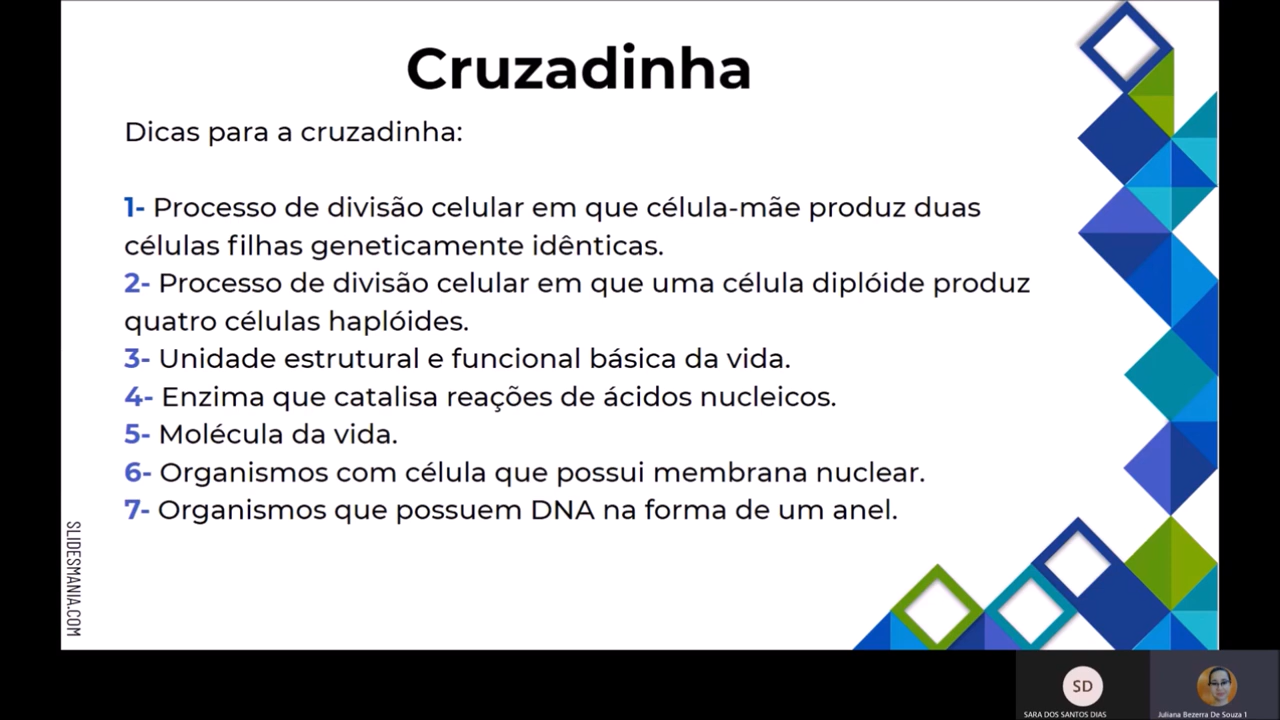 Cruzadinha
Dicas para a cruzadinha:
1- Processo de divisão celular em que célula-mãe produz duas
células filhas geneticamente idênticas.
2- Processo de divisão celular em que uma célula diplóide produz
quatro células haplóides.
3- Unidade estrutural e funcional básica da vida.
4- Enzima que catalisa reações de ácidos nucleicos.
5- Molécula da vida.
6- Organismos com célula que possui membrana nuclear.
7- Organismos que possuem DNA na forma de um anel.
SLIDESMANIA.COM
SD
SARA DOS SANTOS DIAS
Juliana Bezerra De Souza 1